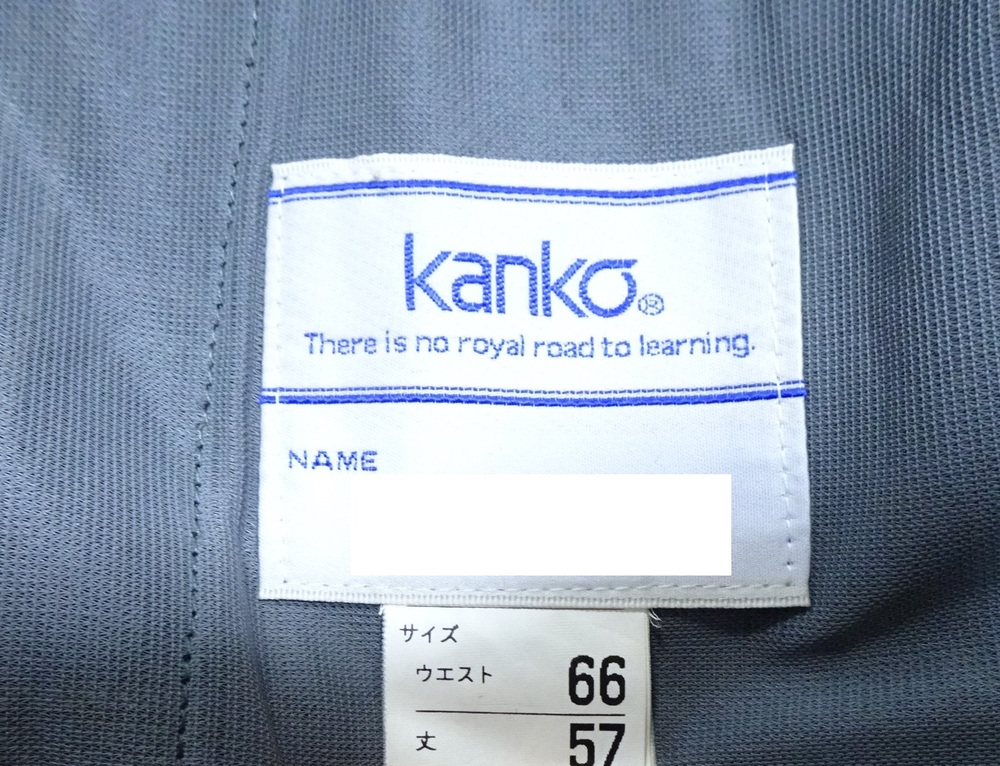 kanko®
There is no royal road to learning.
NAME
サイズ
ウエスト 66
丈 57